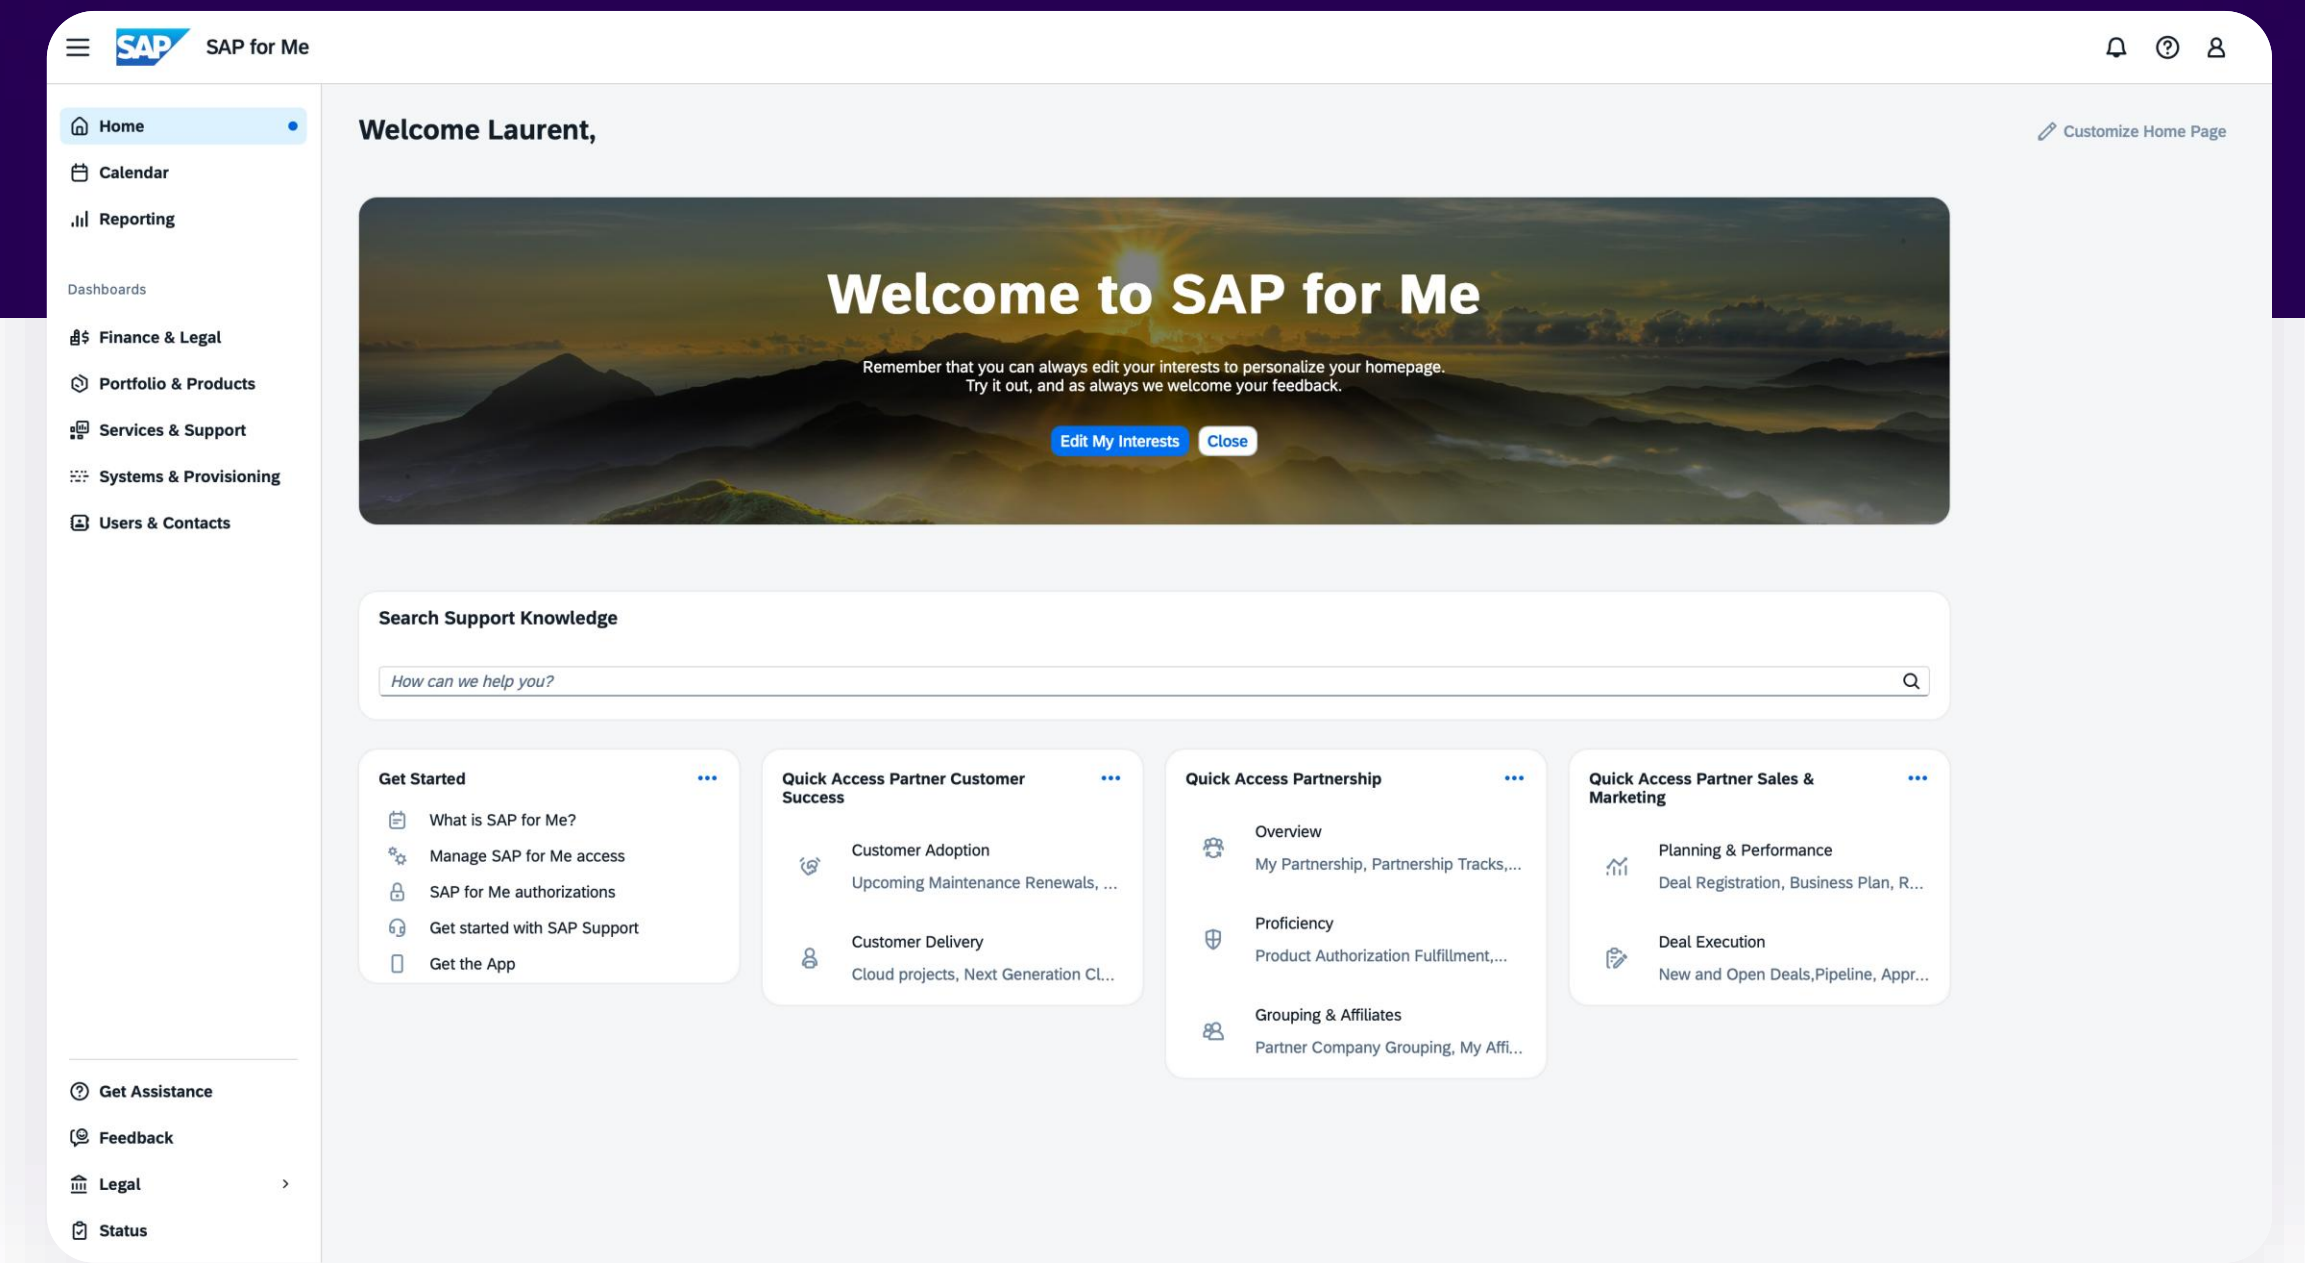 SAP SAP for Me
Home
Calendar
Reporting
Dashboards
Finance & Legal
Portfolio & Products
Services & Support
Systems & Provisioning
Users & Contacts
Get Assistance
Feedback
Legal
Status
Welcome Laurent,
Customize Home Page
Welcome to SAP for Me
Remember that you can always edit your interests to personalize your homepage.
Try it out, and as always we welcome your feedback.
Edit My Interests Close
Search Support Knowledge
How can we help you?
Get Started
What is SAP for Me?
Manage SAP for Me access
SAP for Me authorizations
Get started with SAP Support
Get the App
Quick Access Partner Customer
Success
Customer Adoption
Upcoming Maintenance Renewals, ...
Customer Delivery
Cloud projects, Next Generation Cl...
Quick Access Partnership
Overview
My Partnership, Partnership Tracks,...
Proficiency
Product Authorization Fulfillment,...
Grouping & Affiliates
Partner Company Grouping, My Affi...
Quick Access Partner Sales &
Marketing
Planning & Performance
Deal Registration, Business Plan, R...
Deal Execution
New and Open Deals,Pipeline, Appr...